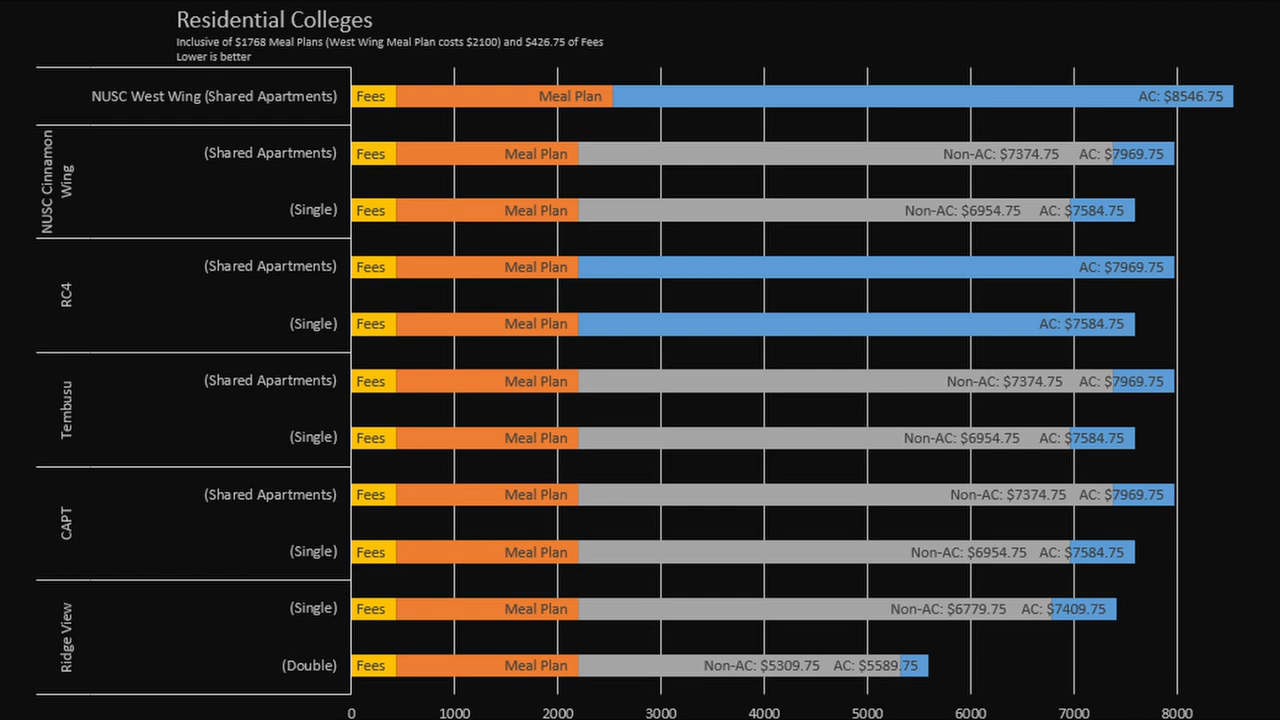 Residential Colleges
Inclusive of $1768 Meal Plans (West Wing Meal Plan costs $2100) and $426.75 of Fees
Lower is better
NUSC West Wing (Shared Apartments) Fees Meal Plan AC: $8546.75
NUSC Cinnamon
Wing
(Shared Apartments) Fees Meal Plan Non-AC: $7374.75 AC: $7969.75
(Single) Fees Meal Plan Non-AC: $6954.75 AC: $7584.75
RC4
(Shared Apartments) Fees Meal Plan AC: $7969.75
(Single) Fees Meal Plan AC: $7584.75
Tembusu
(Shared Apartments) Fees Meal Plan Non-AC: $7374.75 AC: $7969.75
(Single) Fees Meal Plan Non-AC: $6954.75 AC: $7584.75
CAPT
(Shared Apartments) Fees Meal Plan Non-AC: $7374.75 AC: $7969.75
(Single) Fees Meal Plan Non-AC: $6954.75 AC: $7584.75
Ridge View
(Single) Fees Meal Plan Non-AC: $6779.75 AC: $7409.75
(Double) Fees Meal Plan Non-AC: $5309.75 AC: $5589.75
0 1000 2000 3000 4000 5000 6000 7000 8000